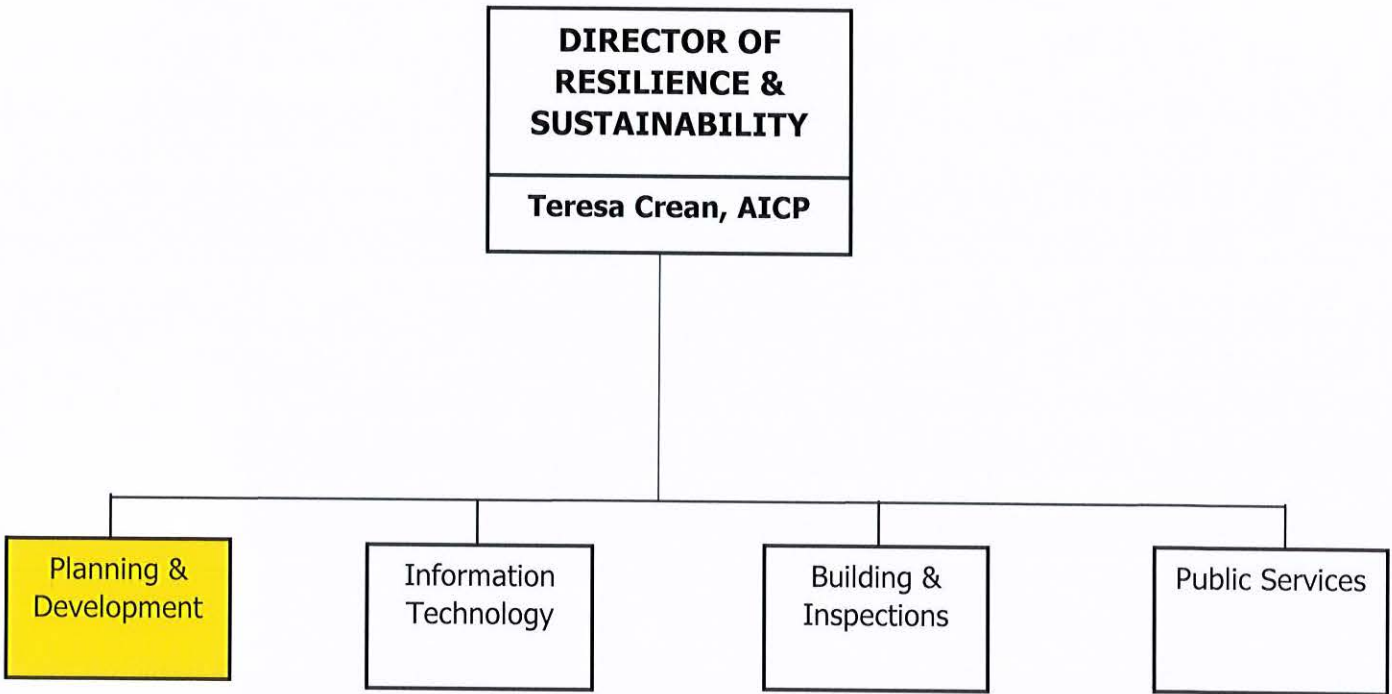 DIRECTOR OF
RESILIENCE &
SUSTAINABILITY
Teresa Crean, AICP
Planning &
Development
Information
Technology
Building &
Inspections
Public Services